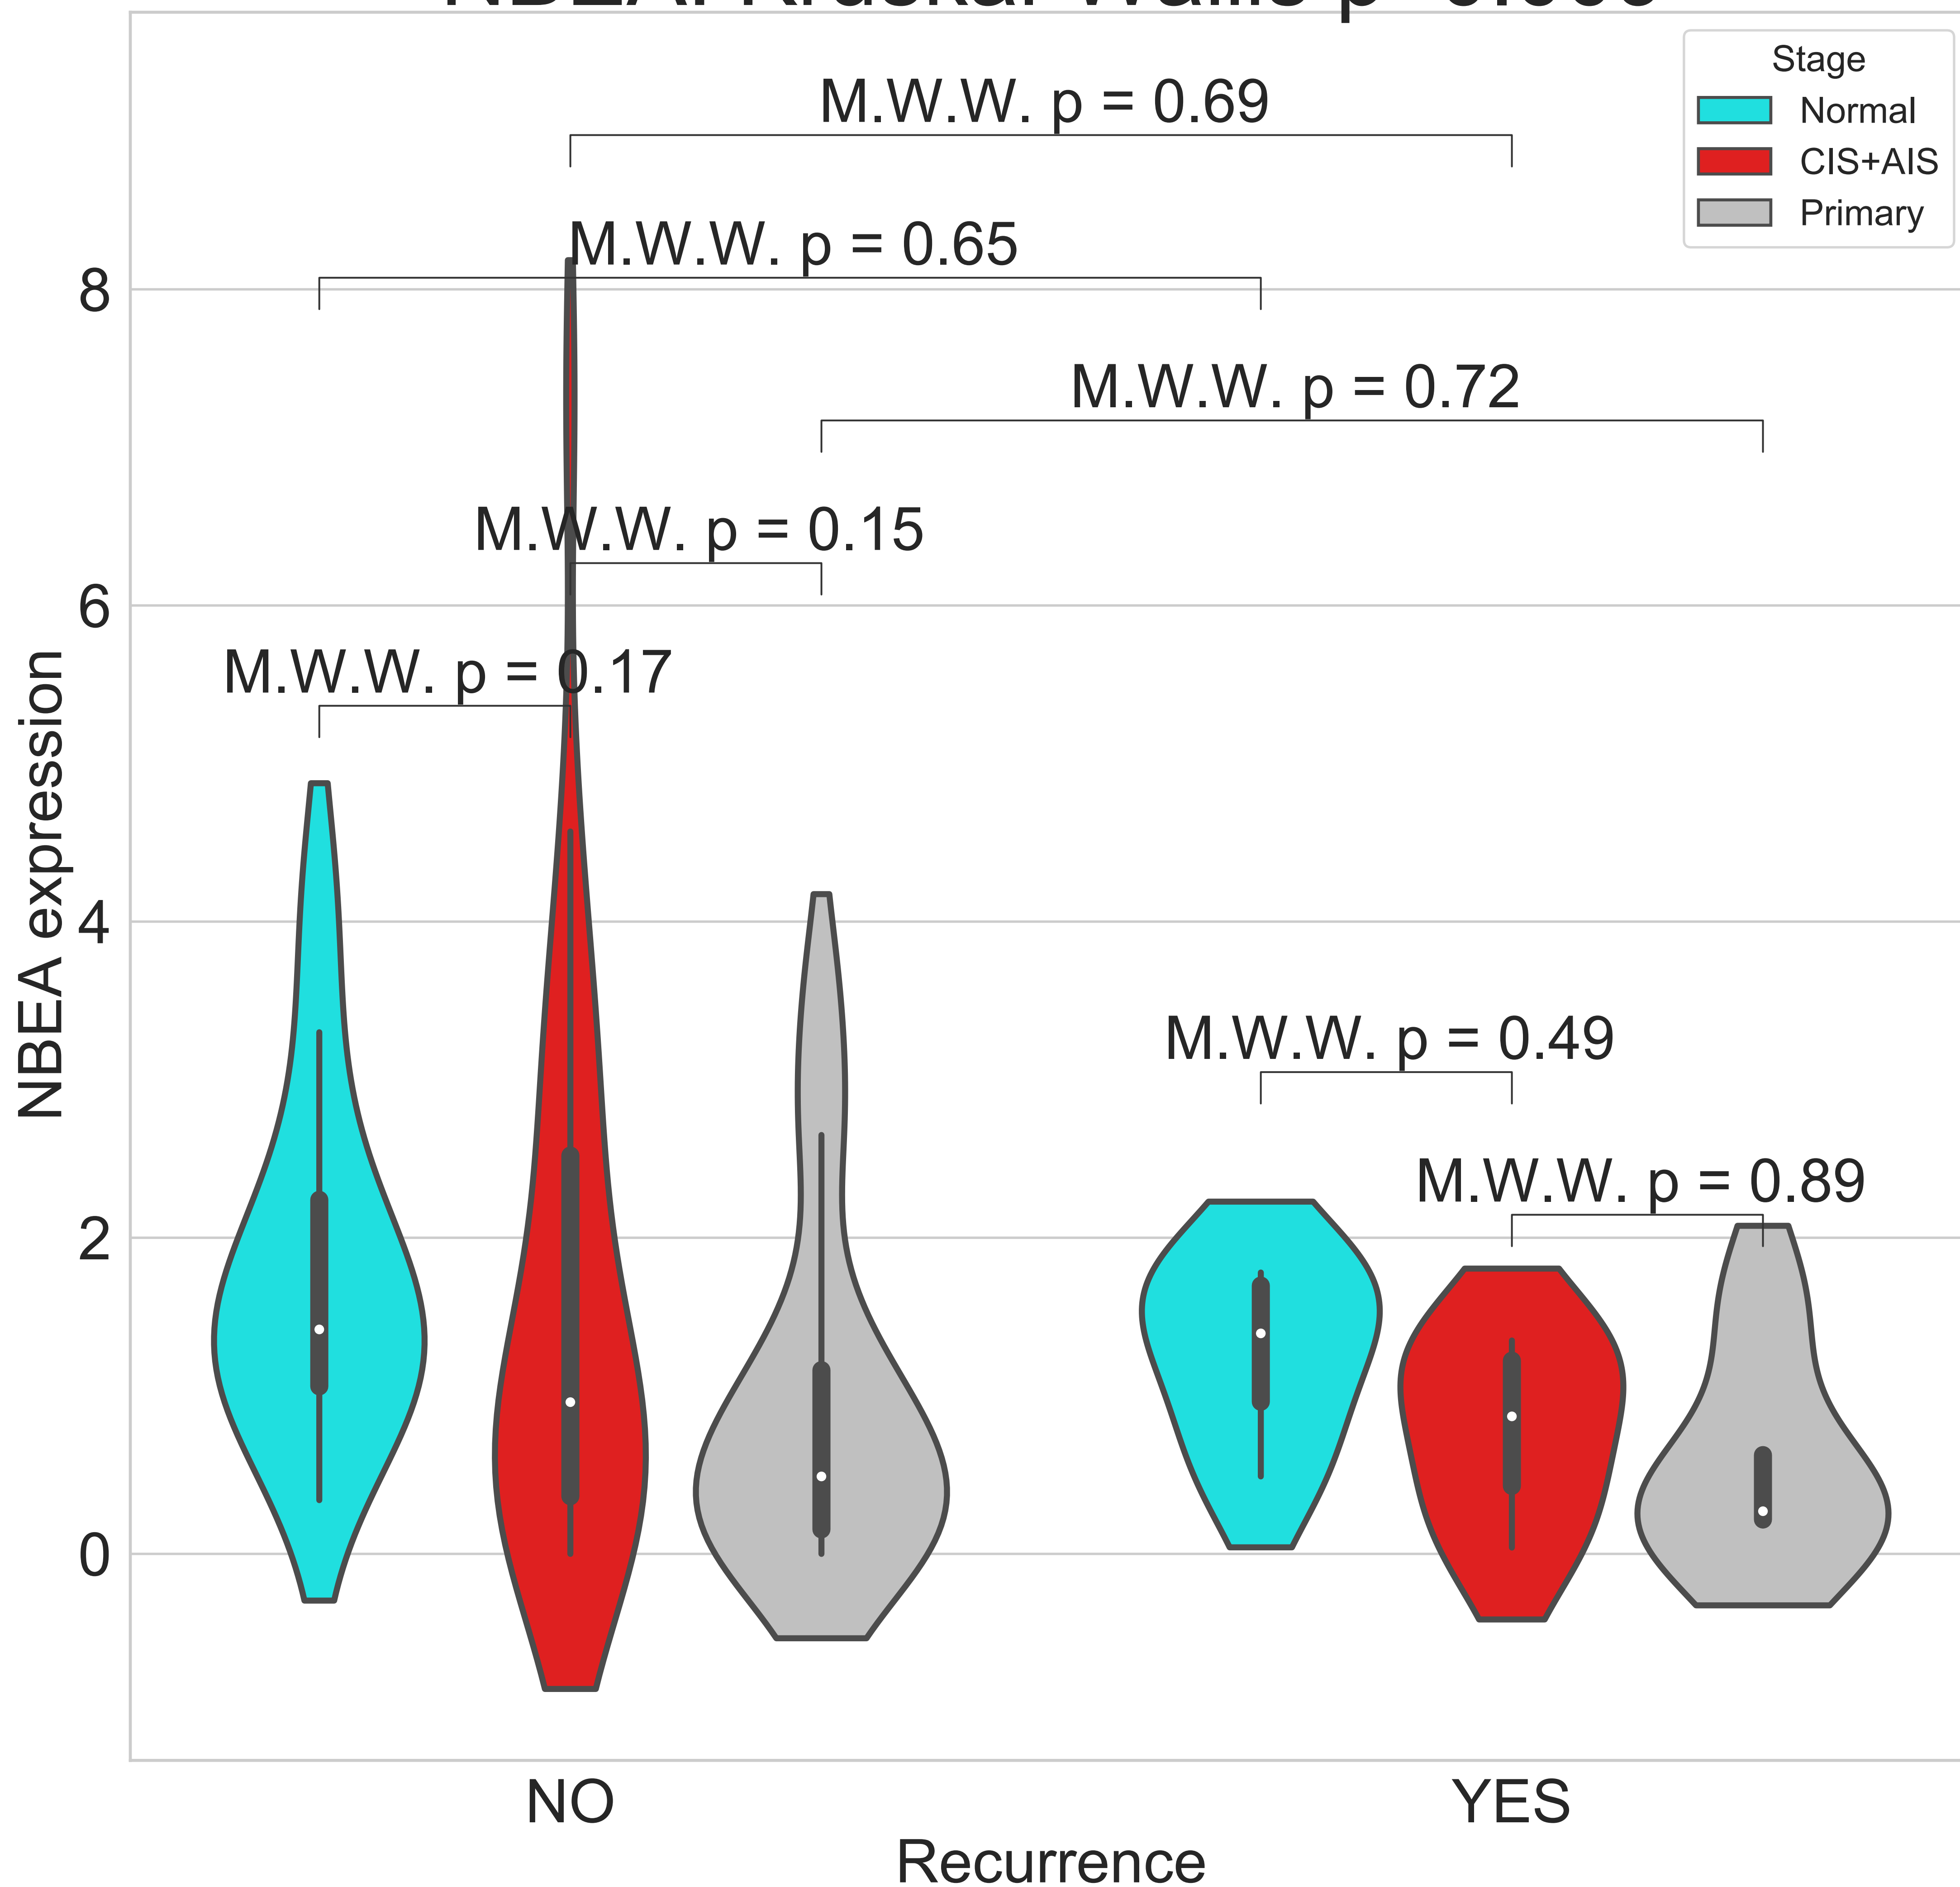 Stage
Normal
CIS+AIS
Primary
M.W.W. p = 0.69
M.W.W. p = 0.65
M.W.W. p = 0.72
M.W.W. p = 0.15
M.W.W. p = 0.17
M.W.W. p = 0.49
M.W.W. p = 0.89
8
6
4
2
0
NBEA expression
NO
YES
Recurrence